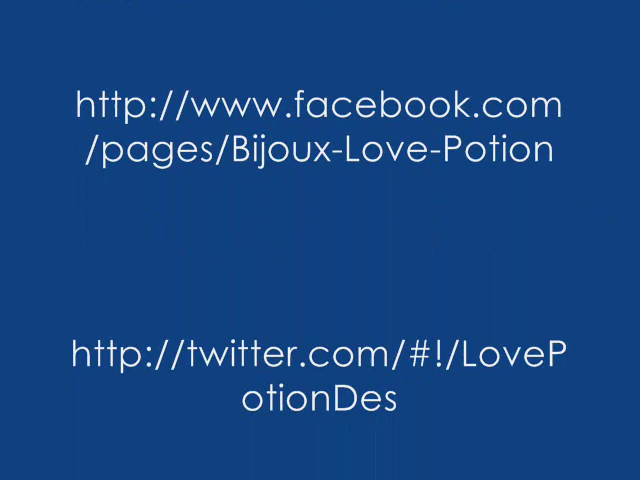 http://www.facebook.com
/pages/Bijoux-Love-Potion
http://twitter.com/#!/LoveP
otionDes